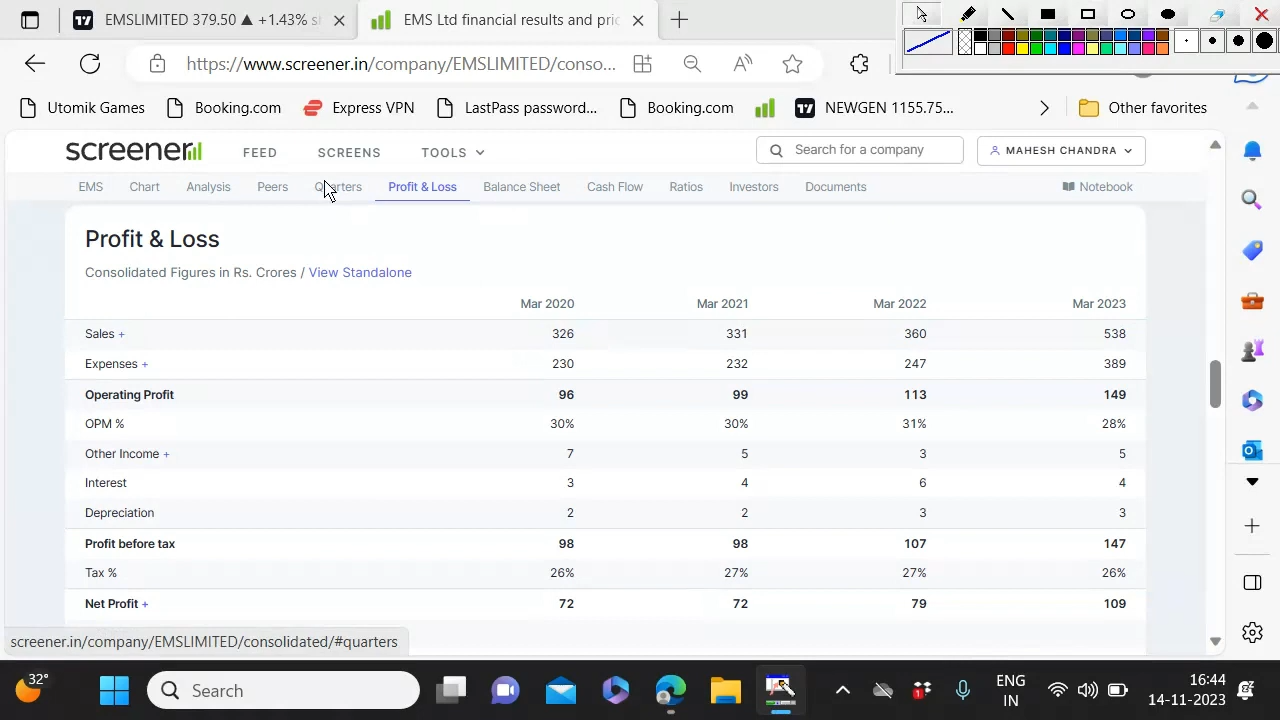 EMSLIMITED 379.50 ▲ +1.43%
EMS Ltd financial results and pric
https://www.screener.in/company/EMSLIMITED/conso...
Utomik Games
Booking.com
Express VPN
LastPass password...
Booking.com
NEWGEN 1155.75...
Other favorites
screener
FEED
SCREENS
TOOLS
Search for a company
MAHESH CHANDRA
EMS Chart Analysis Peers Quarters Profit & Loss Balance Sheet Cash Flow Ratios Investors Documents Notebook
Profit & Loss
Consolidated Figures in Rs. Crores / View Standalone
Mar 2020 Mar 2021 Mar 2022 Mar 2023
Sales + 326 331 360 538
Expenses + 230 232 247 389
Operating Profit 96 99 113 149
OPM % 30% 30% 31% 28%
Other Income + 7 5 3 5
Interest 3 4 6 4
Depreciation 2 2 3 3
Profit before tax 98 98 107 147
Tax % 26% 27% 27% 26%
Net Profit + 72 72 79 109
screener.in/company/EMSLIMITED/consolidated/#quarters
32°
Search
ENG
IN
16:44
14-11-2023